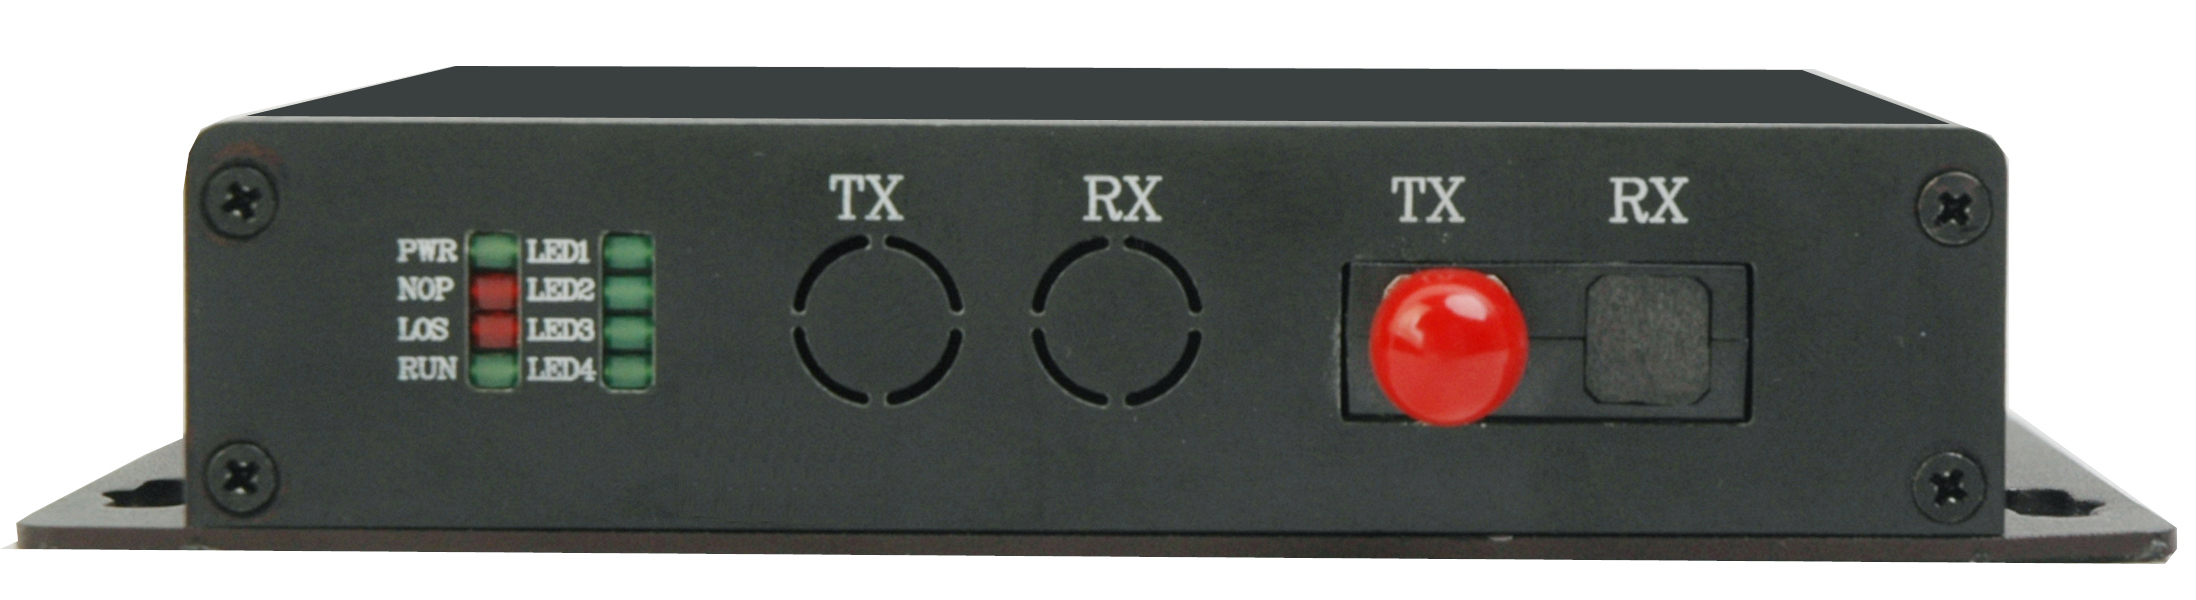 TX RX TX RX
PWR LED1
NOP LED2
LOS LED3
RUN LED4